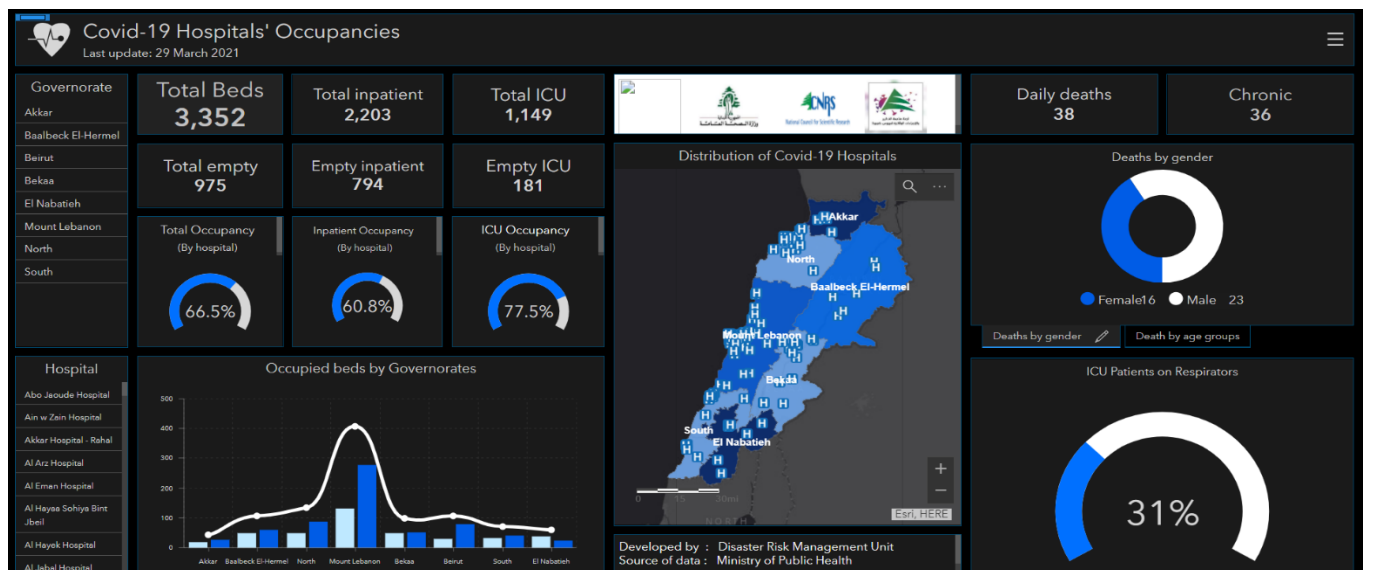 Covid-19 Hospitals' Occupancies
Last update: 29 March 2021
Governorate
Akkar
Baalbeck El-Hermel
Beirut
Bekaa
El Nabatieh
Mount Lebanon
North
South
Total Beds
3,352
Total inpatient
2,203
Total ICU
1,149
Total empty
975
Empty inpatient
794
Empty ICU
181
Total Occupancy
(By hospital)
66.5%
Inpatient Occupancy
(By hospital)
60.8%
ICU Occupancy
(By hospital)
77.5%
CNRS
National Council for Scientific Research
Distribution of Covid-19 Hospitals
Akkar
North
Baalbeck El-Hermel
Mount Lebanon
Bekaa
South
El Nabatieh
0 15 30mi
NORTH
Esri, HERE
Daily deaths
38
Chronic
36
Deaths by gender
Female16 Male 23
Deaths by gender Death by age groups
ICU Patients on Respirators
31%
Hospital
Abo Jaoude Hospital
Ain w Zain Hospital
Akkar Hospital - Rahal
Al Arz Hospital
Al Eman Hospital
Al Hayaa Sohiya Bint
Jbeil
Al Hayek Hospital
Al Jabal Hospital
Occupied beds by Governorates
500
400
300
200
100
0
Akkar Baalbeck El-Hermel North Mount Lebanon Bekaa Beirut South El Nabatieh
Developed by : Disaster Risk Management Unit
Source of data : Ministry of Public Health